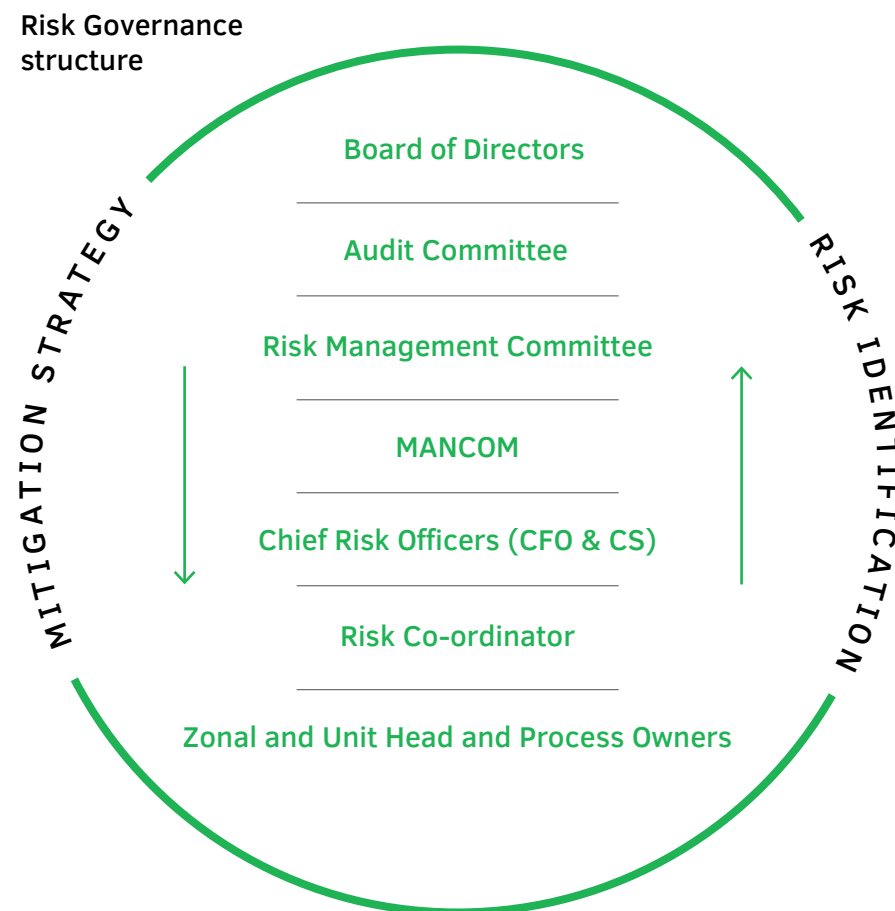 Risk Governance
structure
Board of Directors
Audit Committee
Risk Management Committee
MANCOM
Chief Risk Officers (CFO & CS)
Risk Co-ordinator
Zonal and Unit Head and Process Owners
MITIGATION STRATEGY
RISK IDENTIFICATION